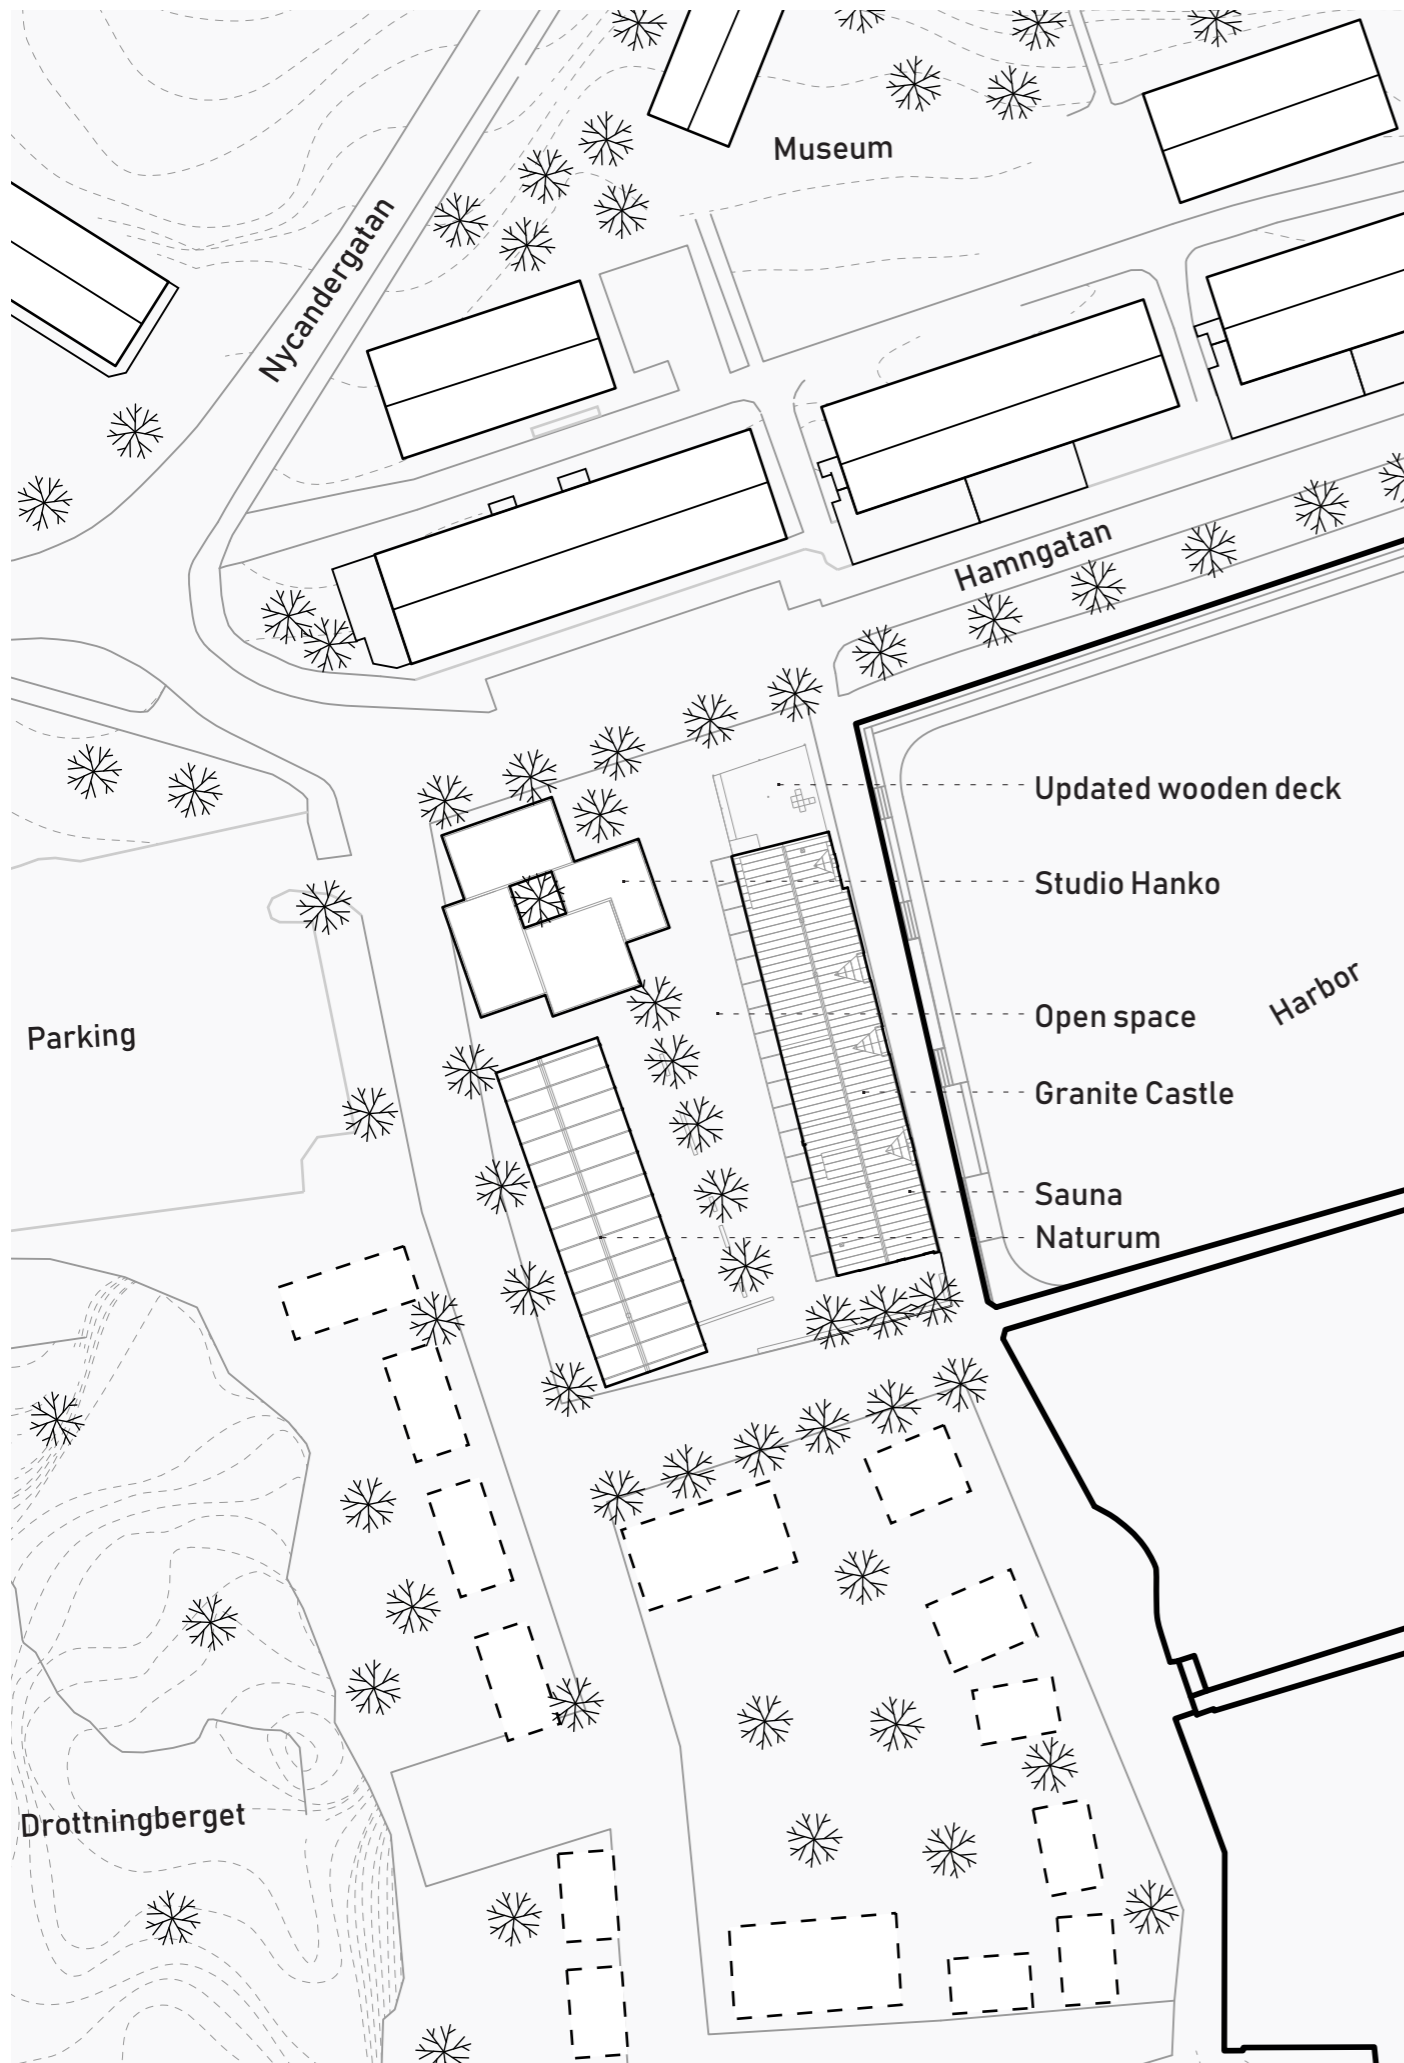 Museum
Nycandergatan
Hamngatan
Updated wooden deck
Studio Hanko
Harbor
Open space
Parking
Granite Castle
Sauna
Naturum
Drottningberget